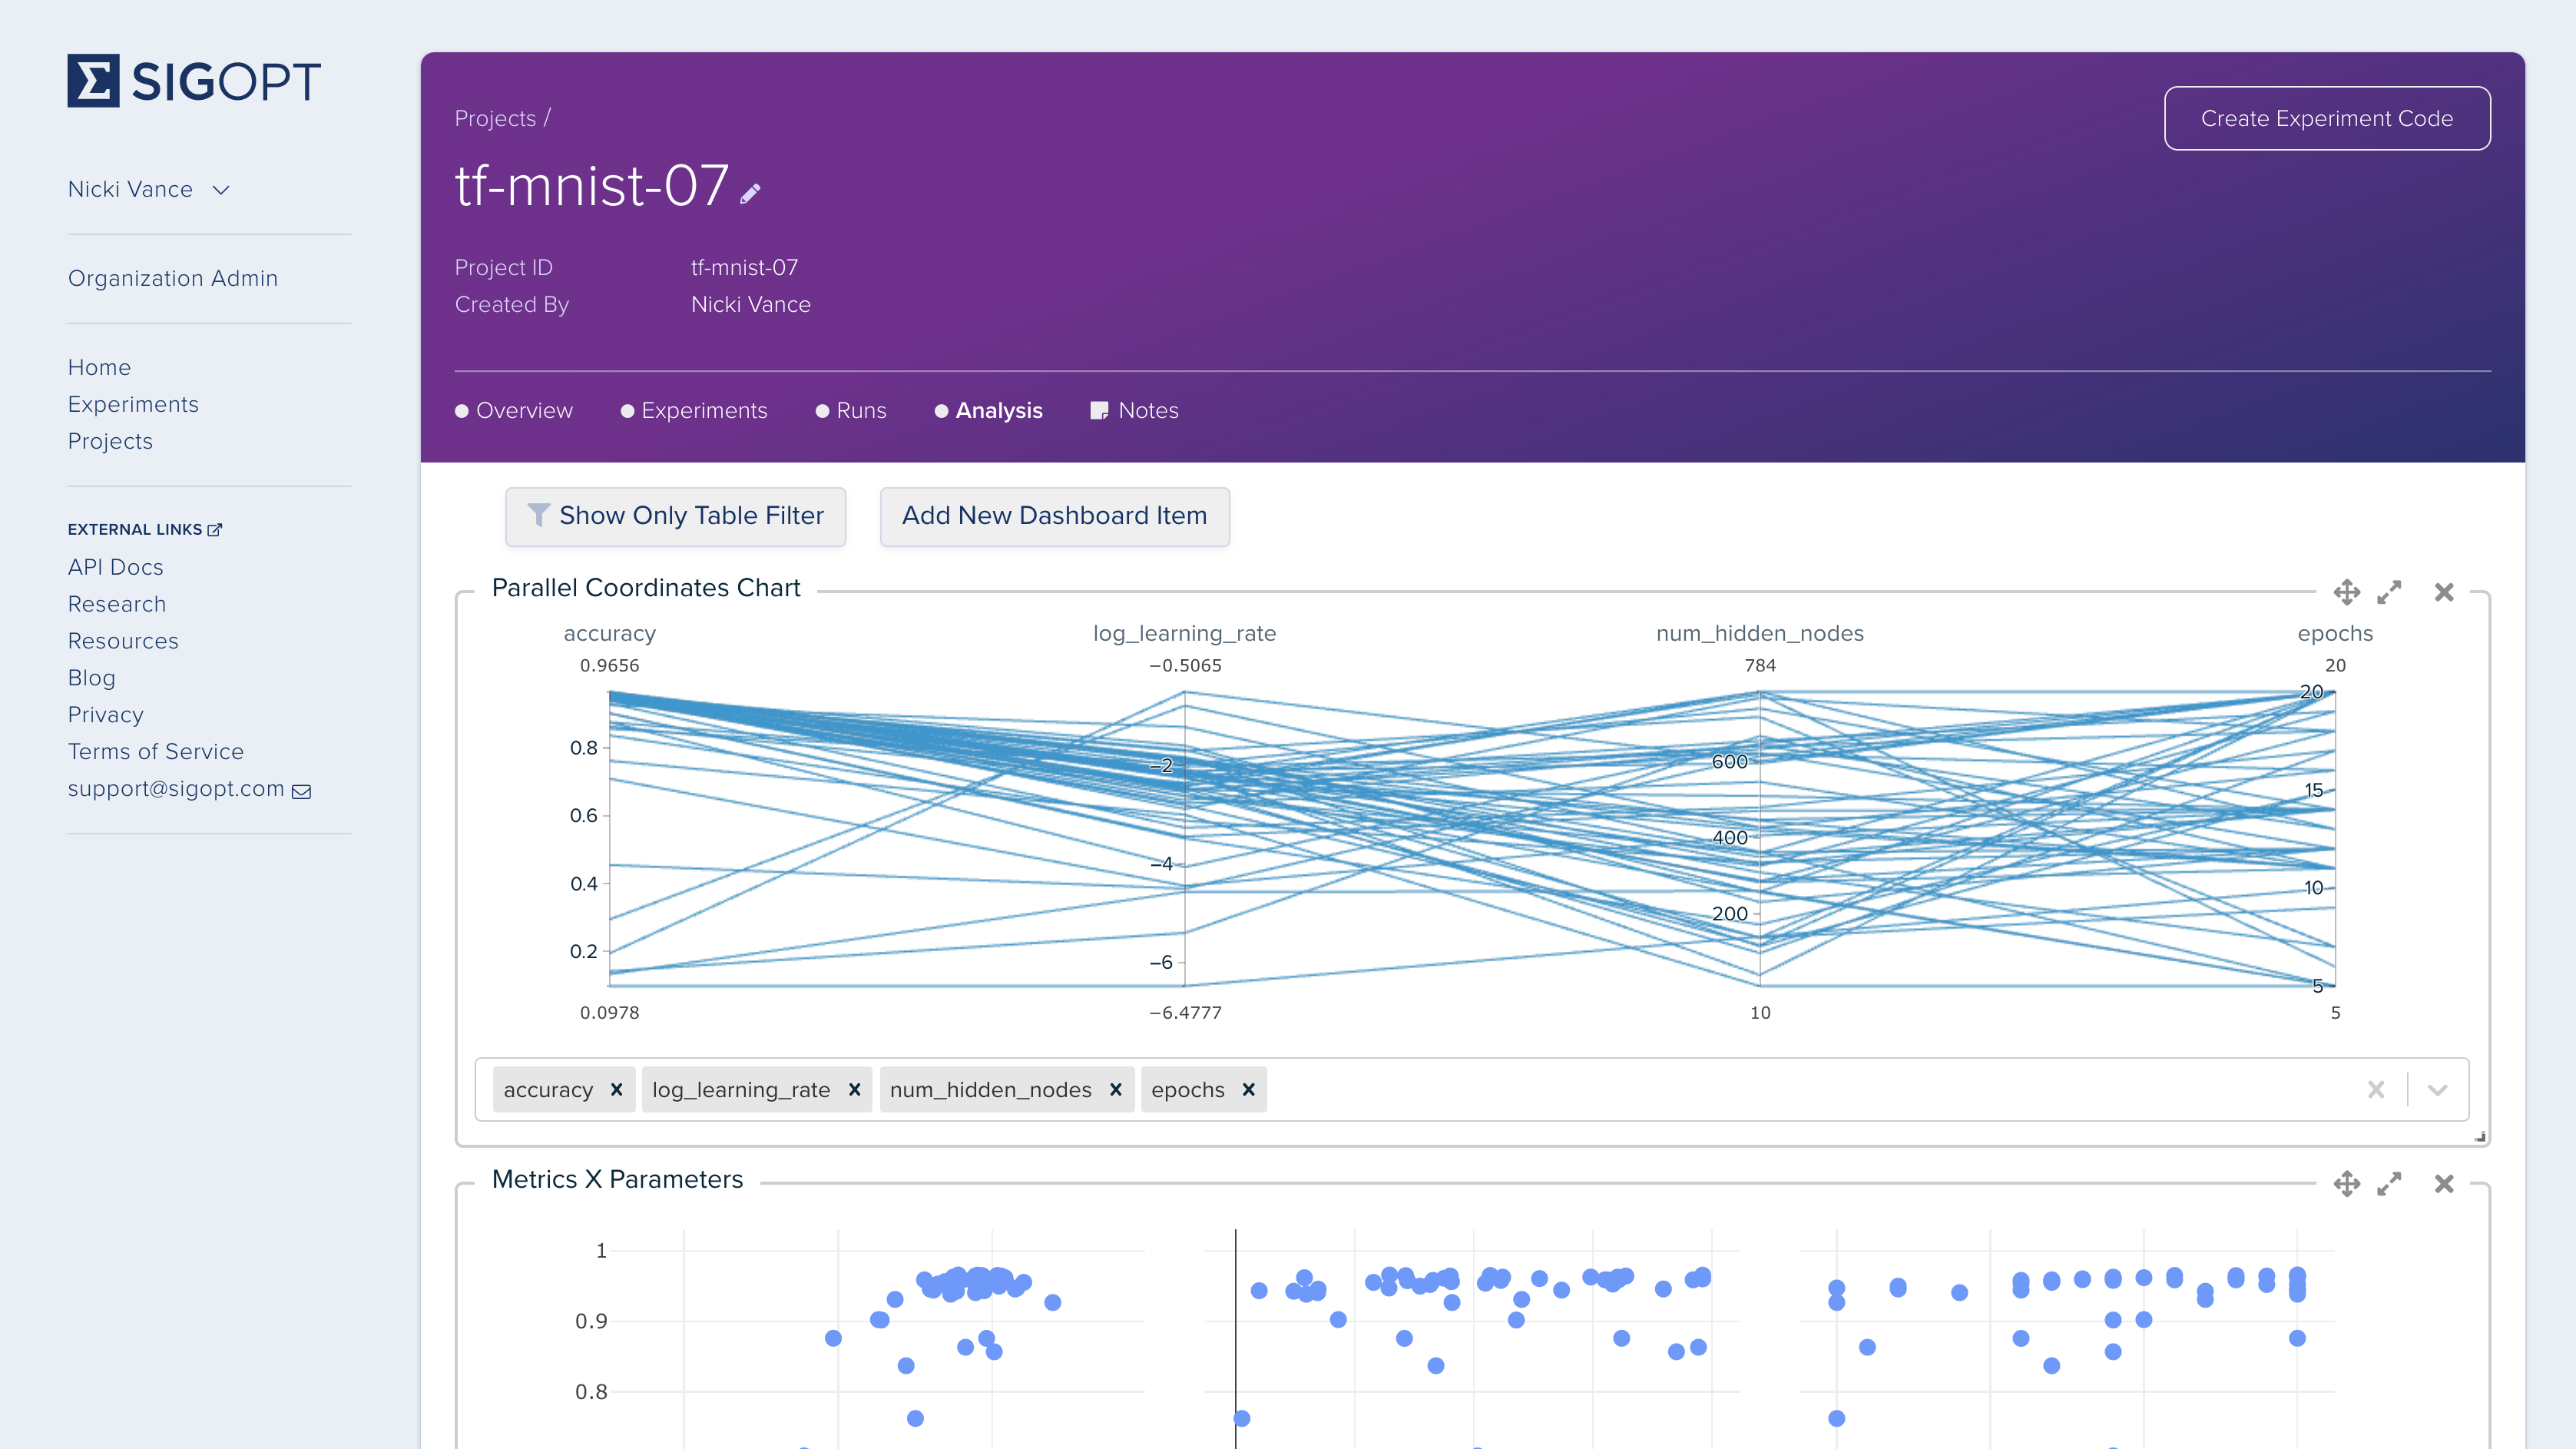 SIGOPT
Nicki Vance
Organization Admin
Home
Experiments
Projects
EXTERNAL LINKS
API Docs
Research
Resources
Blog
Privacy
Terms of Service
support@sigopt.com
Projects /
Create Experiment Code
tf-mnist-07
Project ID tf-mnist-07
Created By Nicki Vance
Overview Experiments Runs Analysis Notes
Show Only Table Filter Add New Dashboard Item
Parallel Coordinates Chart
accuracy log_learning_rate num_hidden_nodes epochs
0.9656 −0.5065 784 20
20
0.8 −2 600 15
0.6 400
0.4 −4 200 10
0.2 −6 5
0.0978 −6.4777 10 5
accuracy log_learning_rate num_hidden_nodes epochs
Metrics X Parameters
1
0.9
0.8